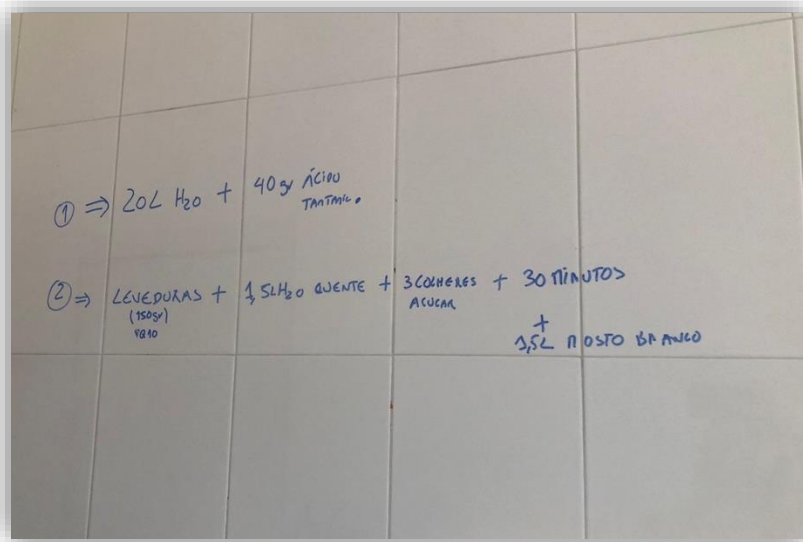 ① ⇒ 20L H2O + 40gr ÁCIDO
TARTARIC.
② ⇒ LEVEDURAS + 1,5L H2O QUENTE + 3 COLHERES + 30 MINUTOS
(150gr)
AÇUCAR
+
1,5L MOSTO BRANCO